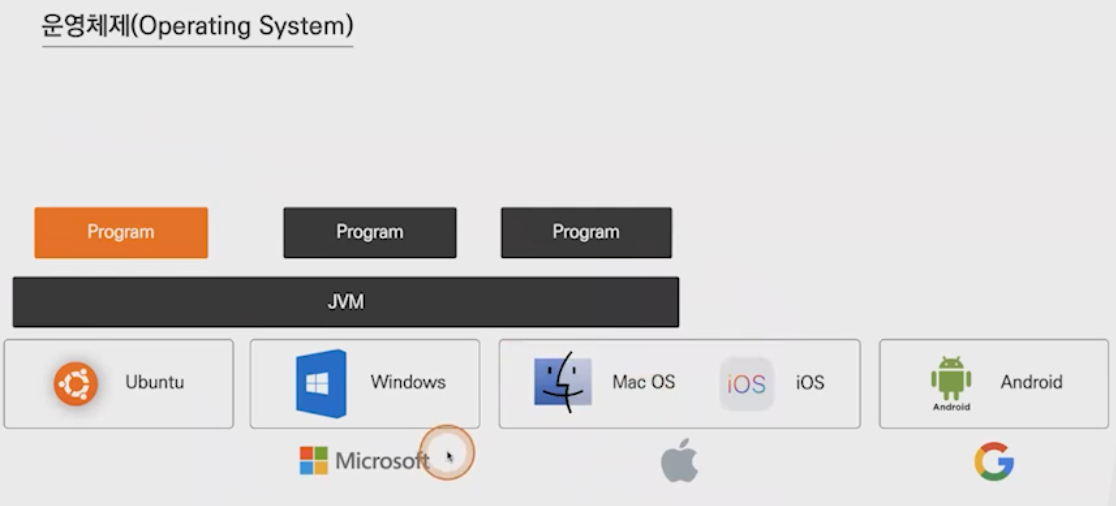 운영체제(Operating System)
Program
Program
Program
JVM
Ubuntu
Windows
Mac OS
iOS
iOS
Android
Android
Microsoft